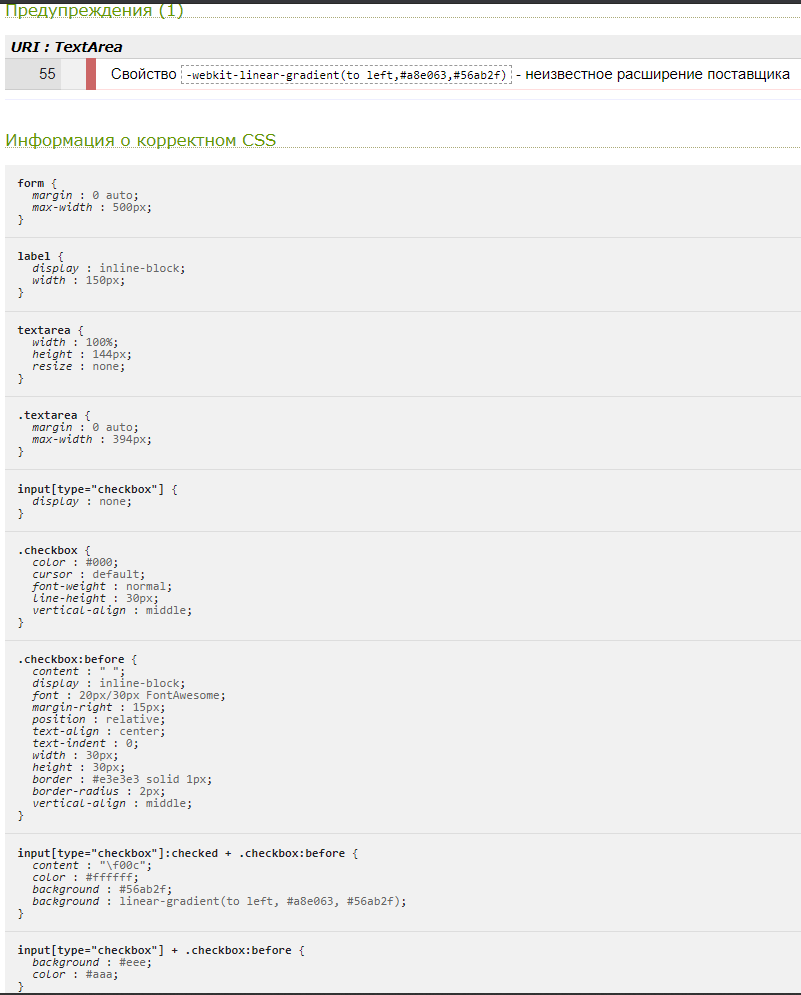 Предупреждения (1)
URI : TextArea
55 Свойство -webkit-linear-gradient(to left,#a8e063,#56ab2f) - неизвестное расширение поставщика
Информация о корректном CSS
form {
margin : 0 auto;
max-width : 500px;
}
label {
display : inline-block;
width : 150px;
}
textarea {
width : 100%;
height : 144px;
resize : none;
}
.textarea {
margin : 0 auto;
max-width : 394px;
}
input[type="checkbox"] {
display : none;
}
.checkbox {
color : #000;
cursor : default;
font-weight : normal;
line-height : 30px;
vertical-align : middle;
}
.checkbox:before {
content : " ";
display : inline-block;
font : 20px/30px FontAwesome;
margin-right : 15px;
position : relative;
text-align : center;
text-indent : 0;
width : 30px;
height : 30px;
border : #e3e3e3 solid 1px;
border-radius : 2px;
vertical-align : middle;
}
input[type="checkbox"]:checked + .checkbox:before {
content : "\f00c";
color : #ffffff;
background : #56ab2f;
background : linear-gradient(to left, #a8e063, #56ab2f);
}
input[type="checkbox"] + .checkbox:before {
background : #eee;
color : #aaa;
}